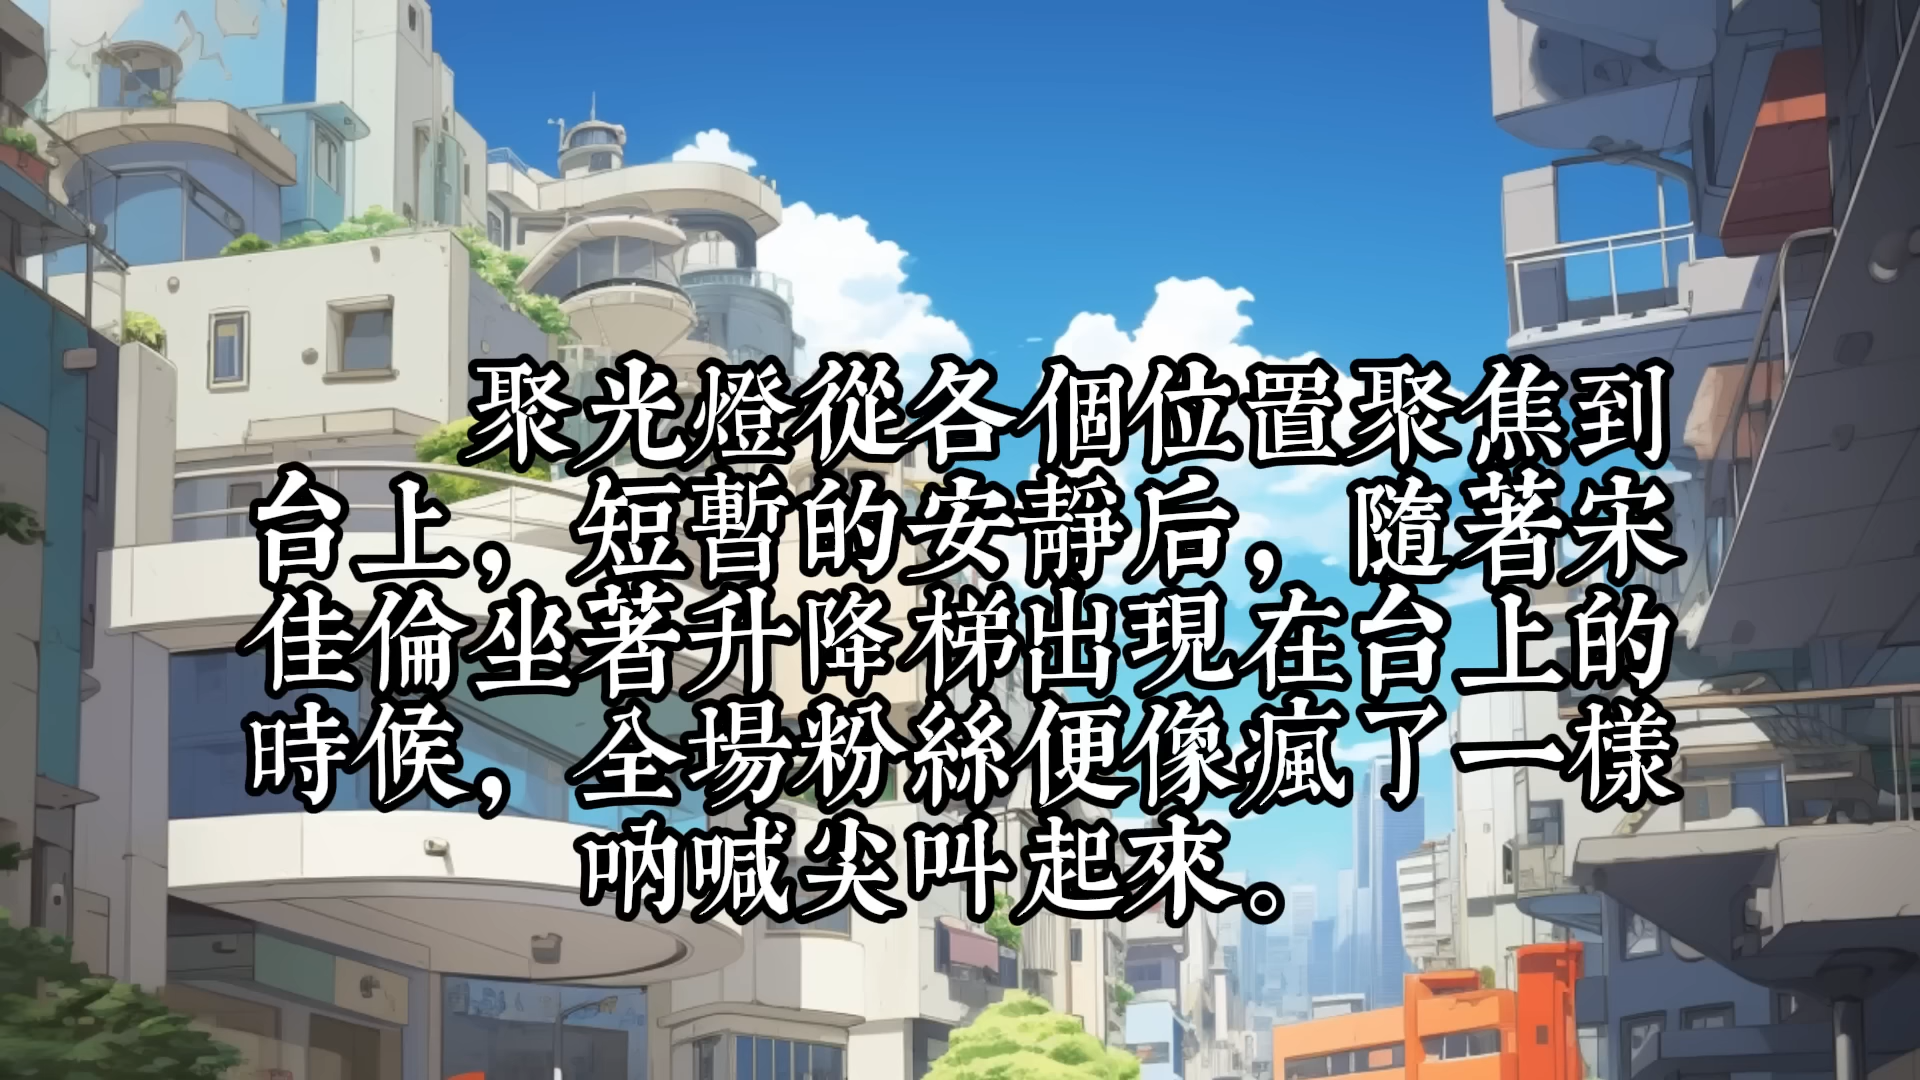 聚光燈從各個位置聚焦到
台上，短暫的安靜后，隨著宋
佳倫坐著升降梯出現在台上的
時候，全場粉絲便像瘋了一樣
吶喊尖叫起來。